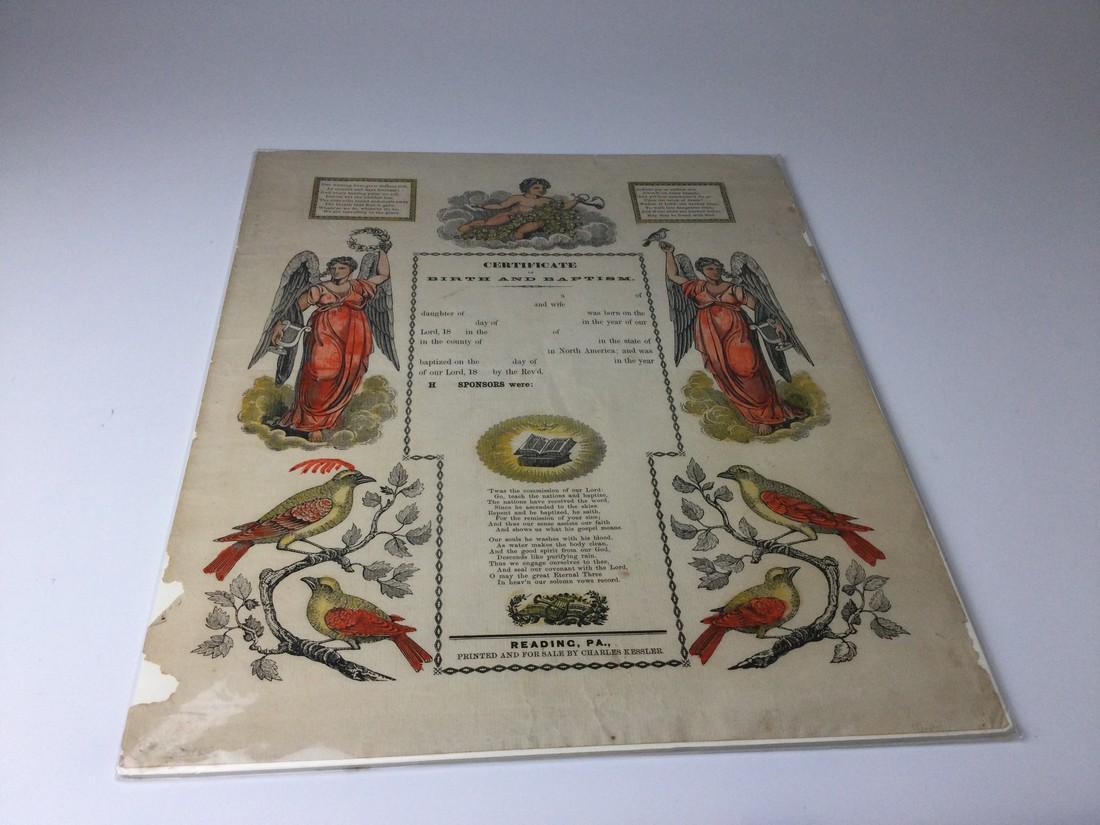 CERTIFICATE
OF
BIRTH AND BAPTISM.
a of
and wife
daughter of was born on the
day of in the year of our
Lord, 18 in the of
in the county of in the state of
in North America; and was
baptized on the day of in the year
of our Lord, 18 by the Rev'd.
H SPONSORS were:
Twas the commission of our Lord:
Go, teach the nations and baptize,
The nations have received the word,
Since he ascended to the skies.
Repent and be baptized, he saith,
For the remission of your sins;
And thus our sense assists our faith
And shows us what his gospel means.
Our souls he washes with his blood,
As water makes the body clean,
And the good spirit from our God,
Descends like purifying rain.
Thus we engage ourselves to thee,
And seal our covenant with the Lord,
O may the great Eternal Three
In heav'n our solemn vows record.
READING, PA.,
PRINTED AND FOR SALE BY CHARLES KESSLER.